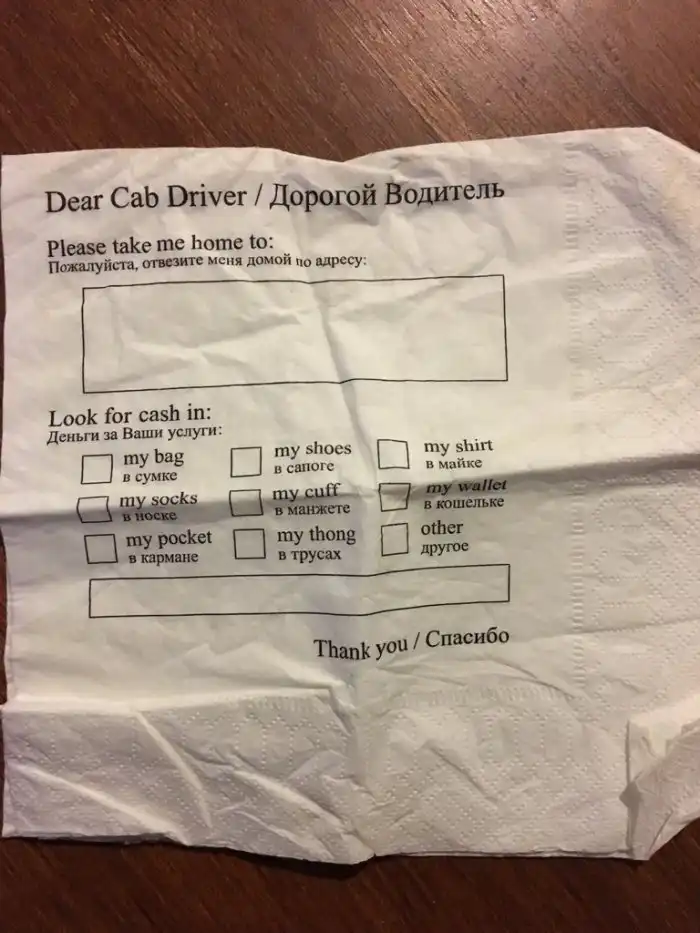 Dear Cab Driver / Дорогой Водитель
Please take me home to:
Пожалуйста, отвезите меня домой по адресу:
Look for cash in:
Деньги за Ваши услуги:
my bag
в сумке
my shoes
в сапоге
my shirt
в майке
my socks
в носке
my cuff
в манжете
my wallet
в кошельке
my pocket
в кармане
my thong
в трусах
other
другое
Thank you / Спасибо